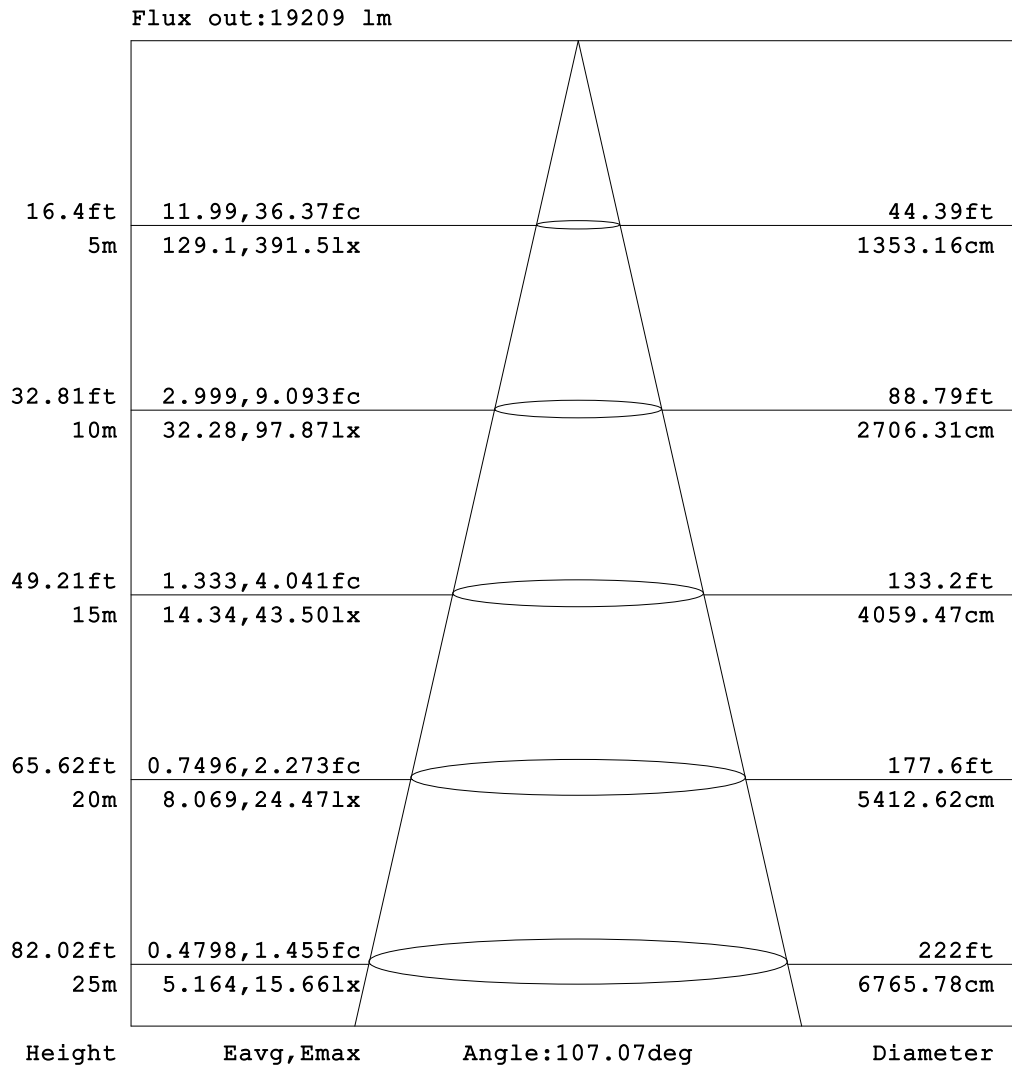 Flux out:19209 lm
16.4ft 11.99,36.37fc 44.39ft
5m 129.1,391.5lx 1353.16cm
32.81ft 2.999,9.093fc 88.79ft
10m 32.28,97.87lx 2706.31cm
49.21ft 1.333,4.041fc 133.2ft
15m 14.34,43.50lx 4059.47cm
65.62ft 0.7496,2.273fc 177.6ft
20m 8.069,24.47lx 5412.62cm
82.02ft 0.4798,1.455fc 222ft
25m 5.164,15.66lx 6765.78cm
Height Eavg,Emax Angle:107.07deg Diameter